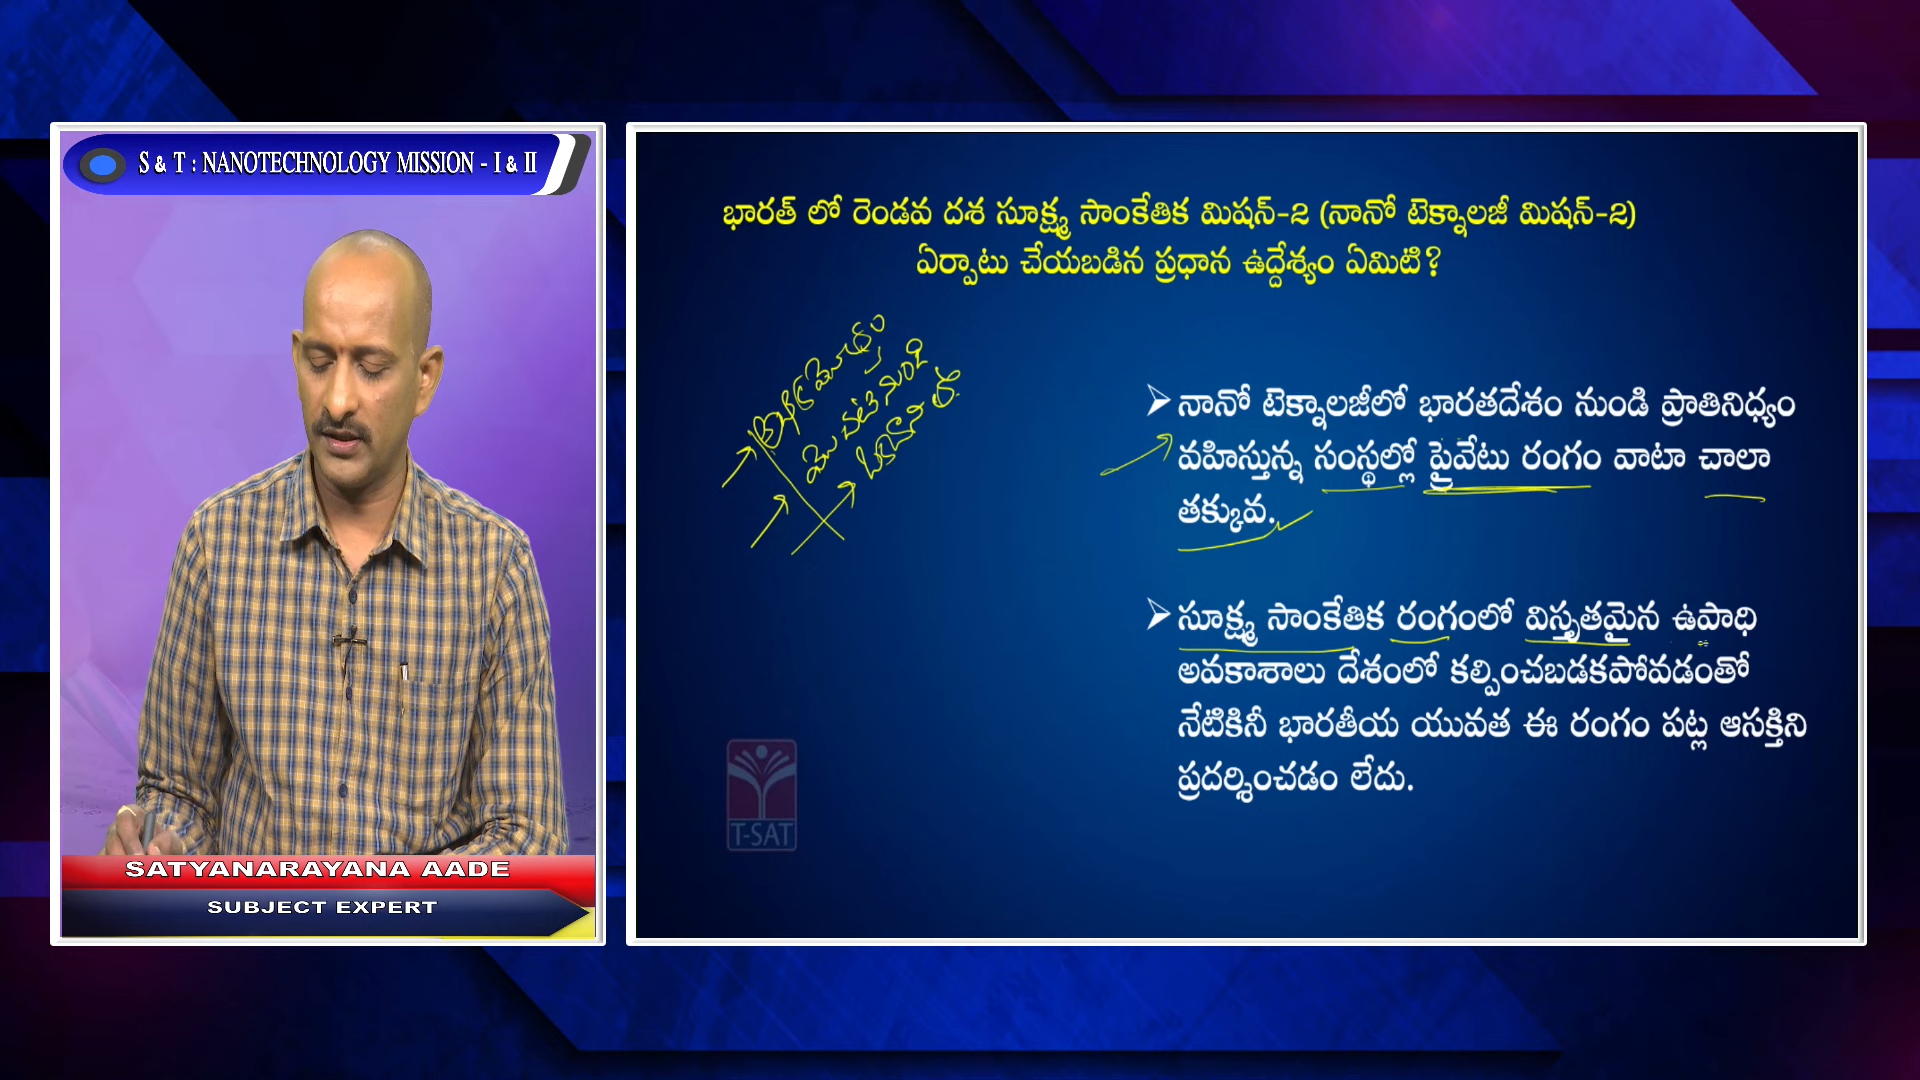 S & T : NANOTECHNOLOGY MISSION - I & II
భారత్ లో రెండవ దశ సూక్ష్మ సాంకేతిక మిషన్-2 (నానో టెక్నాలజీ మిషన్-2)
ఏర్పాటు చేయబడిన ప్రధాన ఉద్దేశ్యం ఏమిటి?
నానో టెక్నాలజీలో భారతదేశం నుండి ప్రాతినిధ్యం
వహిస్తున్న సంస్థల్లో ప్రైవేటు రంగం వాటా చాలా
తక్కువ.
సూక్ష్మ సాంకేతిక రంగంలో విస్తృతమైన ఉపాధి
అవకాశాలు దేశంలో కల్పించబడకపోవడంతో
నేటికినీ భారతీయ యువత ఈ రంగం పట్ల ఆసక్తిని
ప్రదర్శించడం లేదు.
T-SAT
SATYANARAYANA AADE
SUBJECT EXPERT